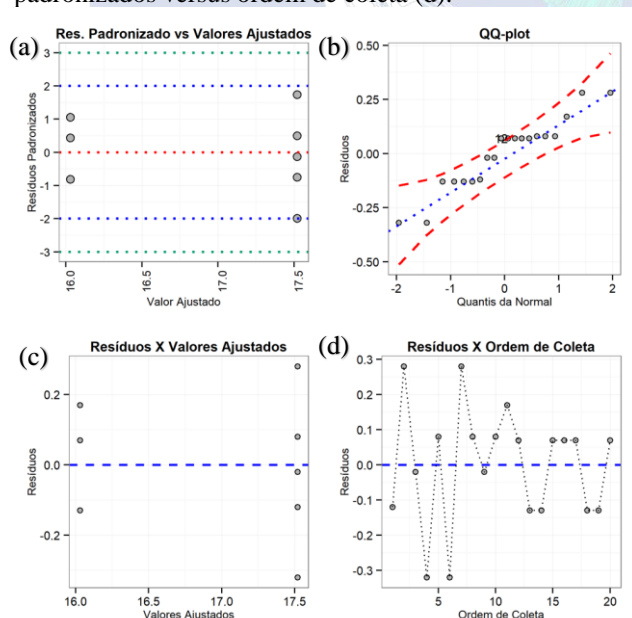 padronizados versus ordem de coleta (d).
(a)
Res. Padronizado vs Valores Ajustados
Resíduos Padronizados
3
2
1
0
-1
-2
-3
16.0
16.5
17.0
17.5
Valor Ajustado
(b)
QQ-plot
Resíduos
0.50
0.25
0.00
-0.25
-0.50
-2
-1
0
1
2
Quantis da Normal
(c)
Resíduos X Valores Ajustados
Resíduos
0.2
0.0
-0.2
16.0
16.5
17.0
17.5
Valores Ajustados
(d)
Resíduos X Ordem de Coleta
Resíduos
0.3
0.2
0.1
0.0
-0.1
-0.2
-0.3
5
10
15
20
Ordem de Coleta